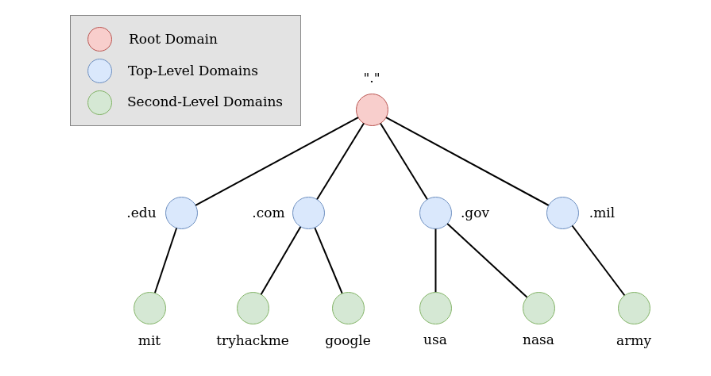 Root Domain
Top-Level Domains
Second-Level Domains
"."
.edu
.com
.gov
.mil
mit
tryhackme
google
usa
nasa
army